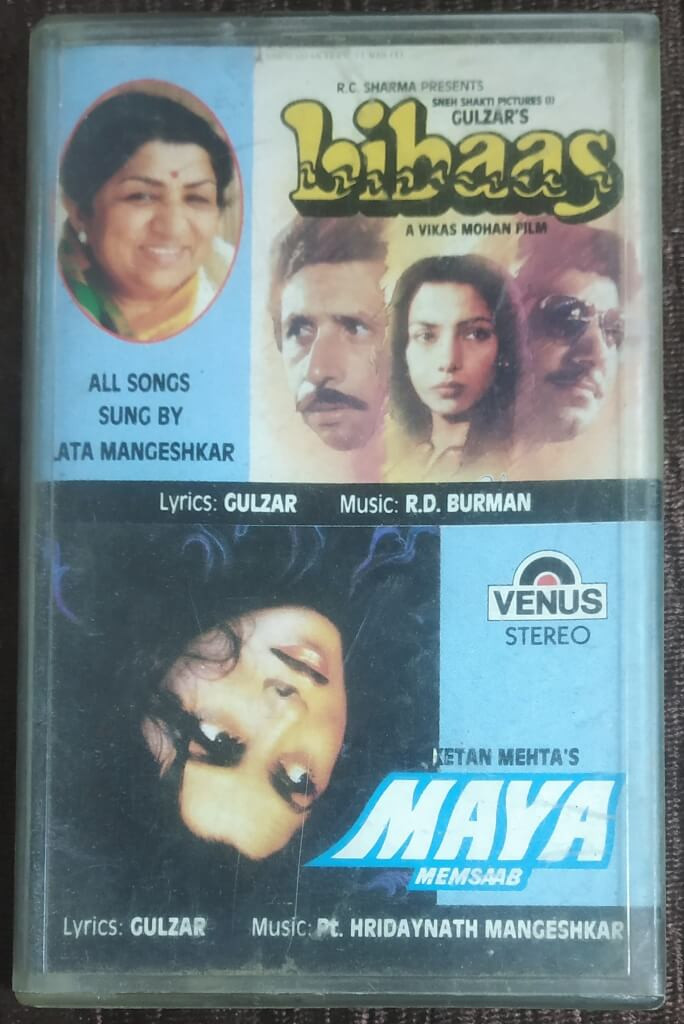 R.C. SHARMA PRESENTS
SNEH SHAKTI PICTURES (I)
GULZAR'S
Libaas
A VIKAS MOHAN FILM
ALL SONGS
SUNG BY
ATA MANGESHKAR
Lyrics: GULZAR Music: R.D. BURMAN
VENUS
STEREO
KETAN MEHTA'S
MAYA
MEMSAAB
Lyrics: GULZAR Music: Pt. HRIDAYNATH MANGESHKAR